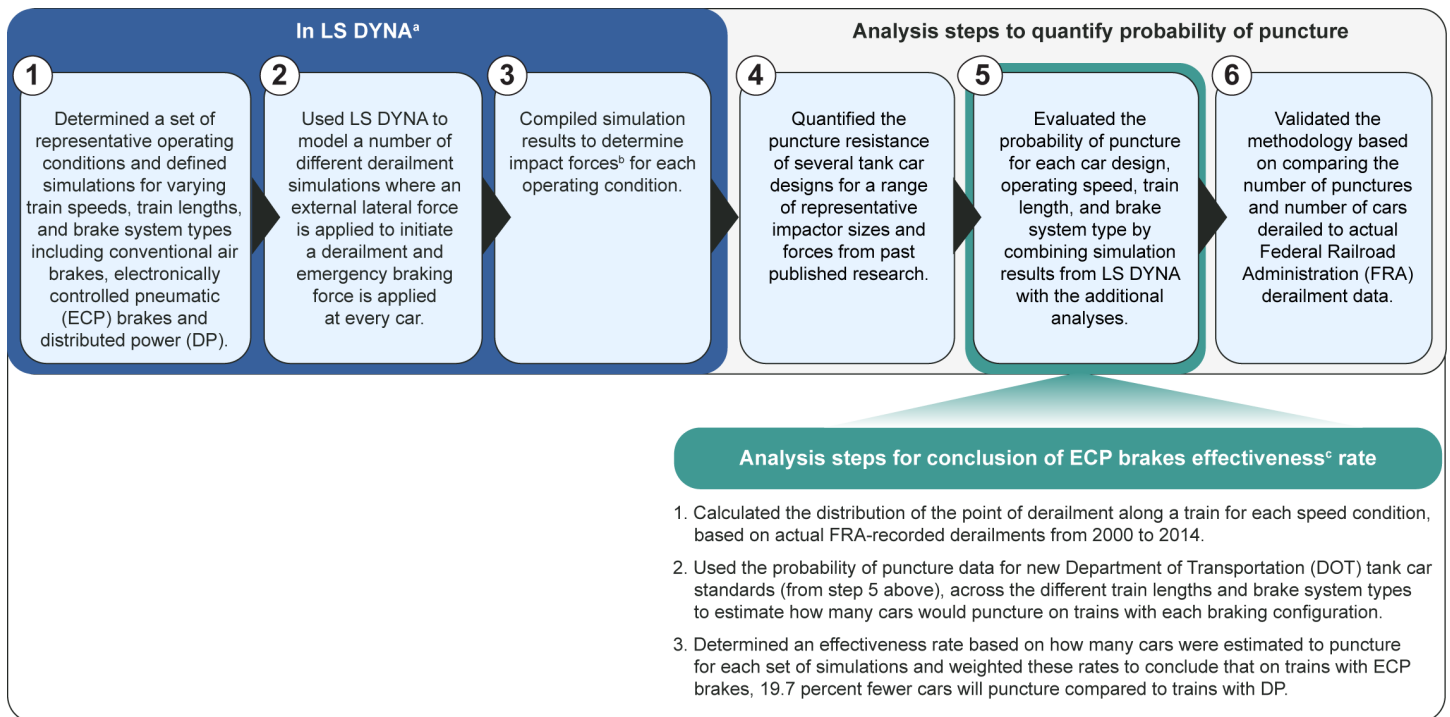 In LS DYNAa
Analysis steps to quantify probability of puncture
1
Determined a set of
representative operating
conditions and defined
simulations for varying
train speeds, train lengths,
and brake system types
including conventional air
brakes, electronically
controlled pneumatic
(ECP) brakes and
distributed power (DP).
2
Used LS DYNA to
model a number of
different derailment
simulations where an
external lateral force
is applied to initiate
a derailment and
emergency braking
force is applied
at every car.
3
Compiled simulation
results to determine
impact forcesb for each
operating condition.
4
Quantified the
puncture resistance
of several tank car
designs for a range
of representative
impactor sizes and
forces from past
published research.
5
Evaluated the
probability of puncture
for each car design,
operating speed, train
length, and brake
system type by
combining simulation
results from LS DYNA
with the additional
analyses.
6
Validated the
methodology based
on comparing the
number of punctures
and number of cars
derailed to actual
Federal Railroad
Administration (FRA)
derailment data.
Analysis steps for conclusion of ECP brakes effectivenessc rate
1. Calculated the distribution of the point of derailment along a train for each speed condition,
based on actual FRA-recorded derailments from 2000 to 2014.
2. Used the probability of puncture data for new Department of Transportation (DOT) tank car
standards (from step 5 above), across the different train lengths and brake system types
to estimate how many cars would puncture on trains with each braking configuration.
3. Determined an effectiveness rate based on how many cars were estimated to puncture
for each set of simulations and weighted these rates to conclude that on trains with ECP
brakes, 19.7 percent fewer cars will puncture compared to trains with DP.